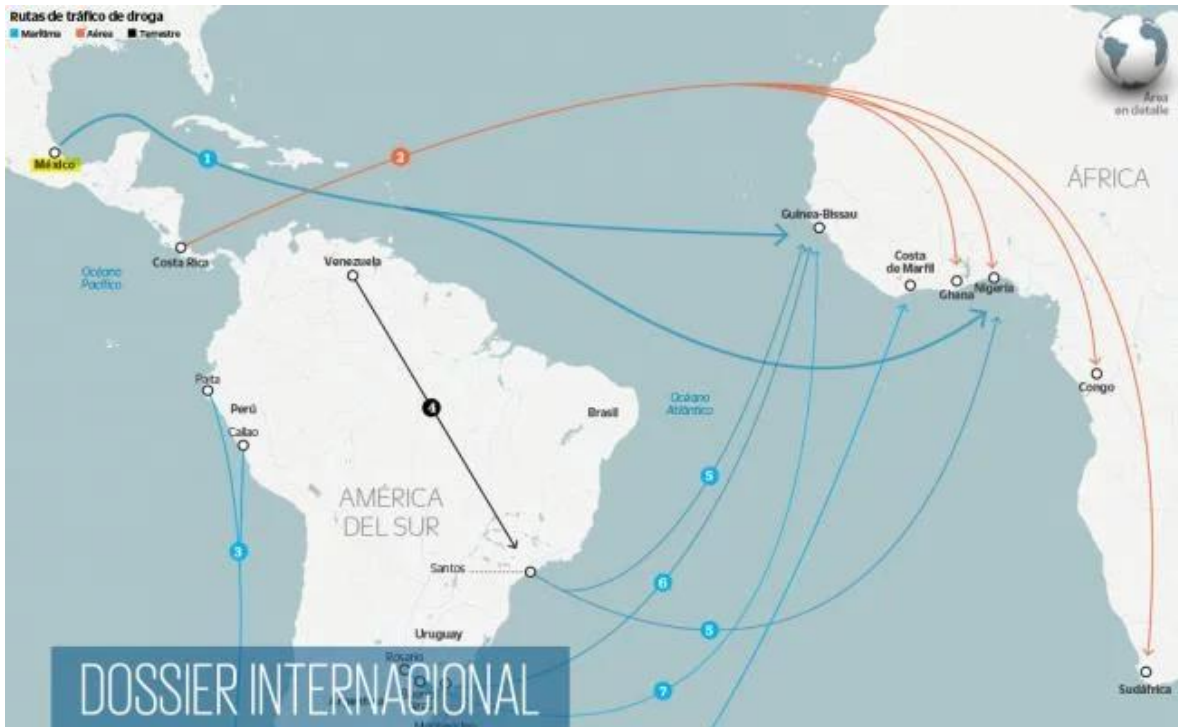 Rutas de tráfico de droga
Marítima Aérea Terrestre
Área
en detalle
México
1
2
ÁFRICA
Guinea-Bissau
Costa Rica
Venezuela
Costa
de Marfil
Ghana
Nigeria
Océano
Pacífico
Paita
Perú
Callao
4
Brasil
Océano
Atlántico
Congo
AMÉRICA
DEL SUR
5
3
Santos
6
5
Uruguay
Rosario
7
Sudáfrica
DOSSIER INTERNACIONAL